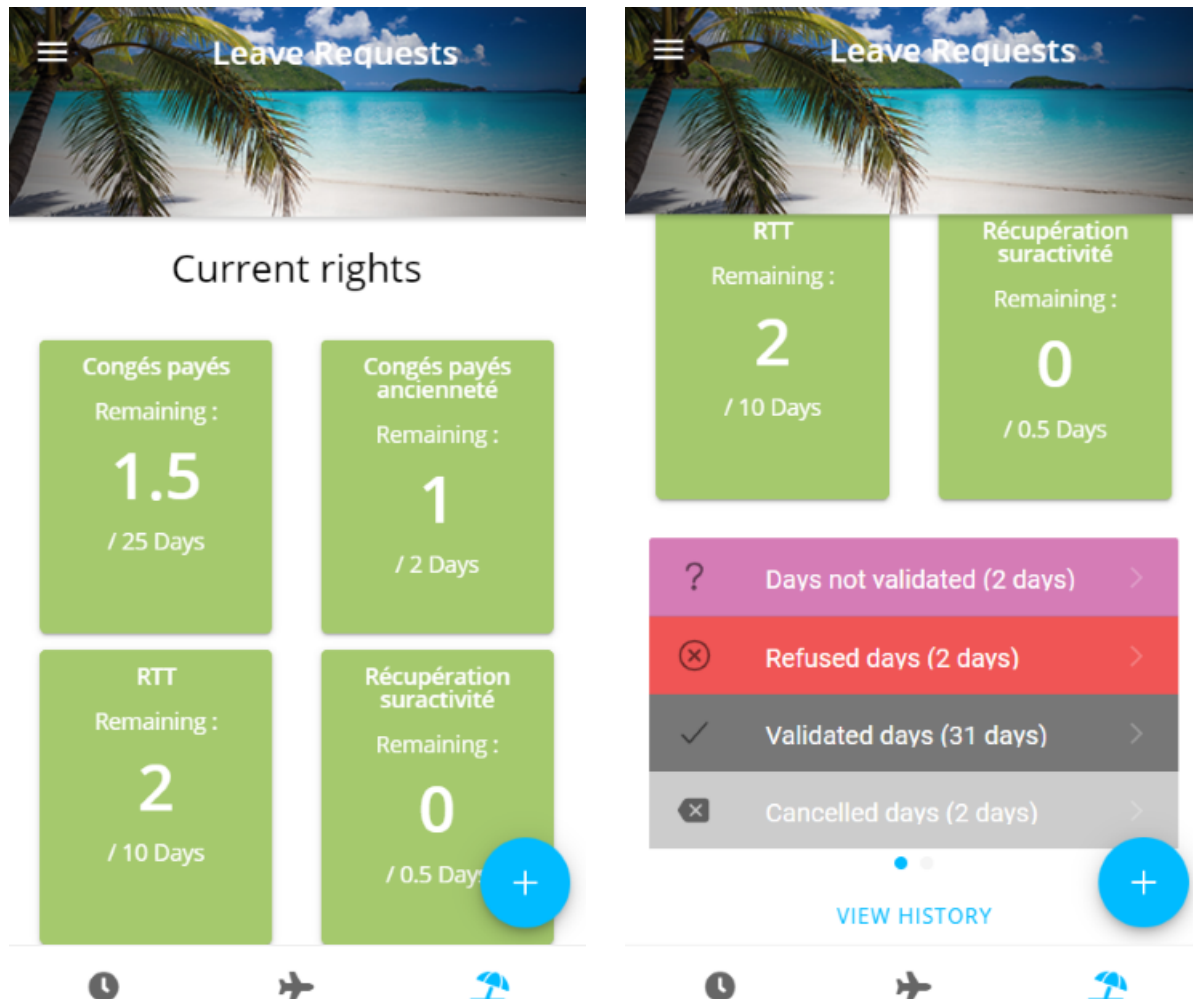 Leave Requests
Current rights
Congés payés
Remaining :
1.5
/ 25 Days
Congés payés
ancienneté
Remaining :
1
/ 2 Days
RTT
Remaining :
2
/ 10 Days
Récupération
suractivité
Remaining :
0
/ 0.5 Day
Leave Requests
RTT
Remaining :
2
/ 10 Days
Récupération
suractivité
Remaining :
0
/ 0.5 Days
Days not validated (2 days)
Refused days (2 days)
Validated days (31 days)
Cancelled days (2 days)
VIEW HISTORY